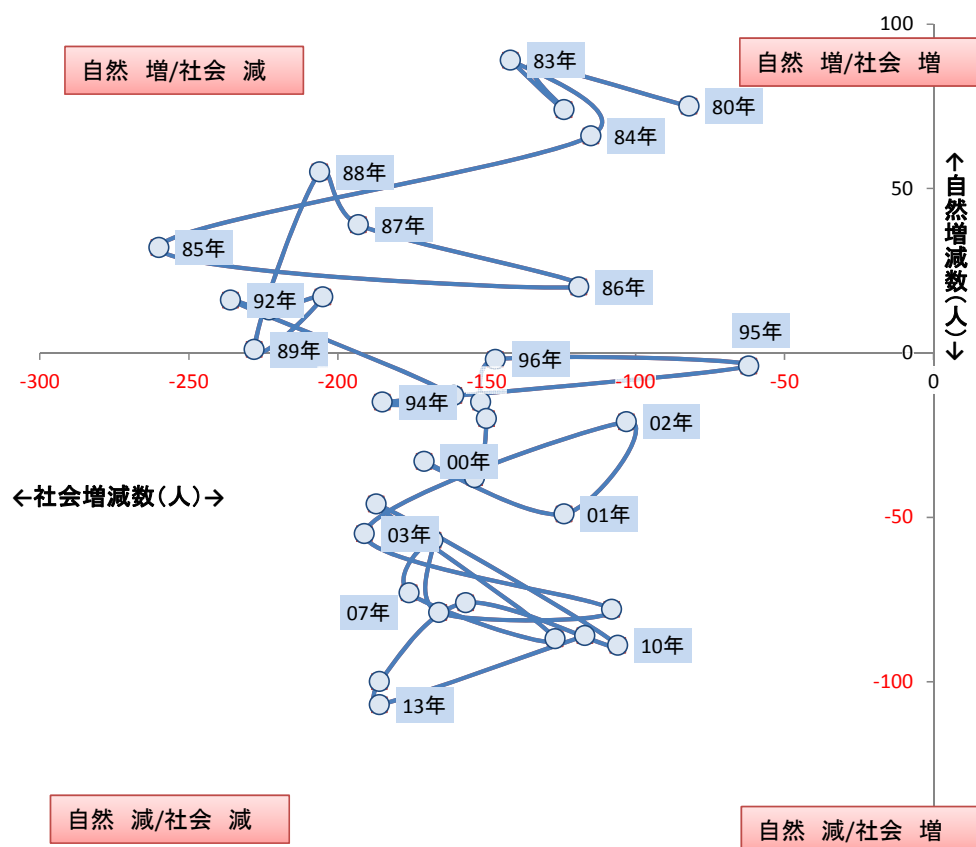 100
自然 増/社会 減
83年
自然 増/社会 増
80年
84年
↑自然増減数(人)↓
88年
50
87年
85年
86年
92年
95年
89年
96年
0
-300
-250
-200
-150
-100
-50
0
94年
02年
00年
←社会増減数(人)→
01年
-50
03年
07年
10年
-100
13年
自然 減/社会 減
自然 減/社会 増